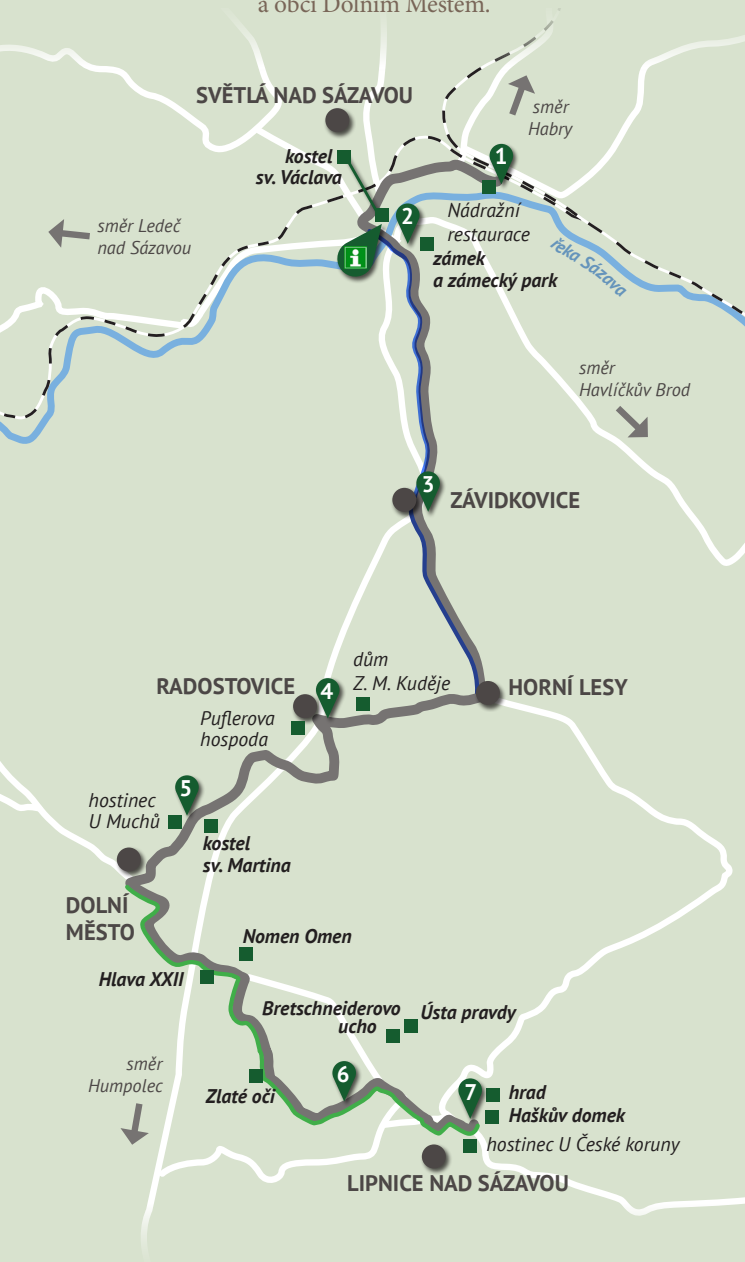 a obcí Dolním Městem.
SVĚTLÁ NAD SÁZAVOU
směr
Habry
kostel
sv. Václava
1
směr Ledeč
nad Sázavou
2
Nádražní
restaurace
i
zámek
a zámecký park
řeka Sázava
směr
Havlíčkův Brod
3
ZÁVIDKOVICE
dům
Z. M. Kuděje
RADOSTOVICE
4
HORNÍ LESY
Puflerova
hospoda
5
hostinec
U Muchů
kostel
sv. Martina
DOLNÍ
MĚSTO
Nomen Omen
Hlava XXII
Bretschneiderovo
ucho
Ústa pravdy
směr
Humpolec
Zlaté oči
6
7
hrad
Haškův domek
hostinec U České koruny
LIPNICE NAD SÁZAVOU